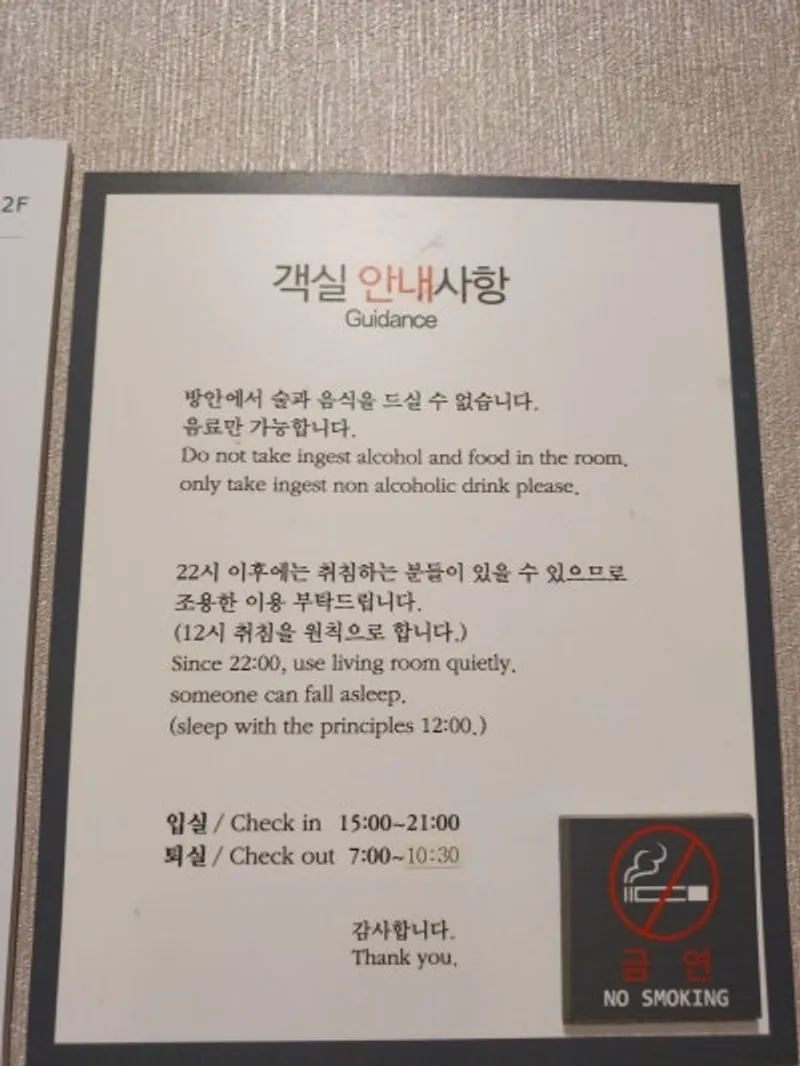 2F
객실 안내사항
Guidance
방안에서 술과 음식을 드실 수 없습니다.
음료만 가능합니다.
Do not take ingest alcohol and food in the room.
only take ingest non alcoholic drink please.
22시 이후에는 취침하는 분들이 있을 수 있으므로
조용한 이용 부탁드립니다.
(12시 취침을 원칙으로 합니다.)
Since 22:00, use living room quietly.
someone can fall asleep.
(sleep with the principles 12:00.)
입실 / Check in 15:00~21:00
퇴실 / Check out 7:00~10:30
감사합니다.
Thank you.
금 연
NO SMOKING